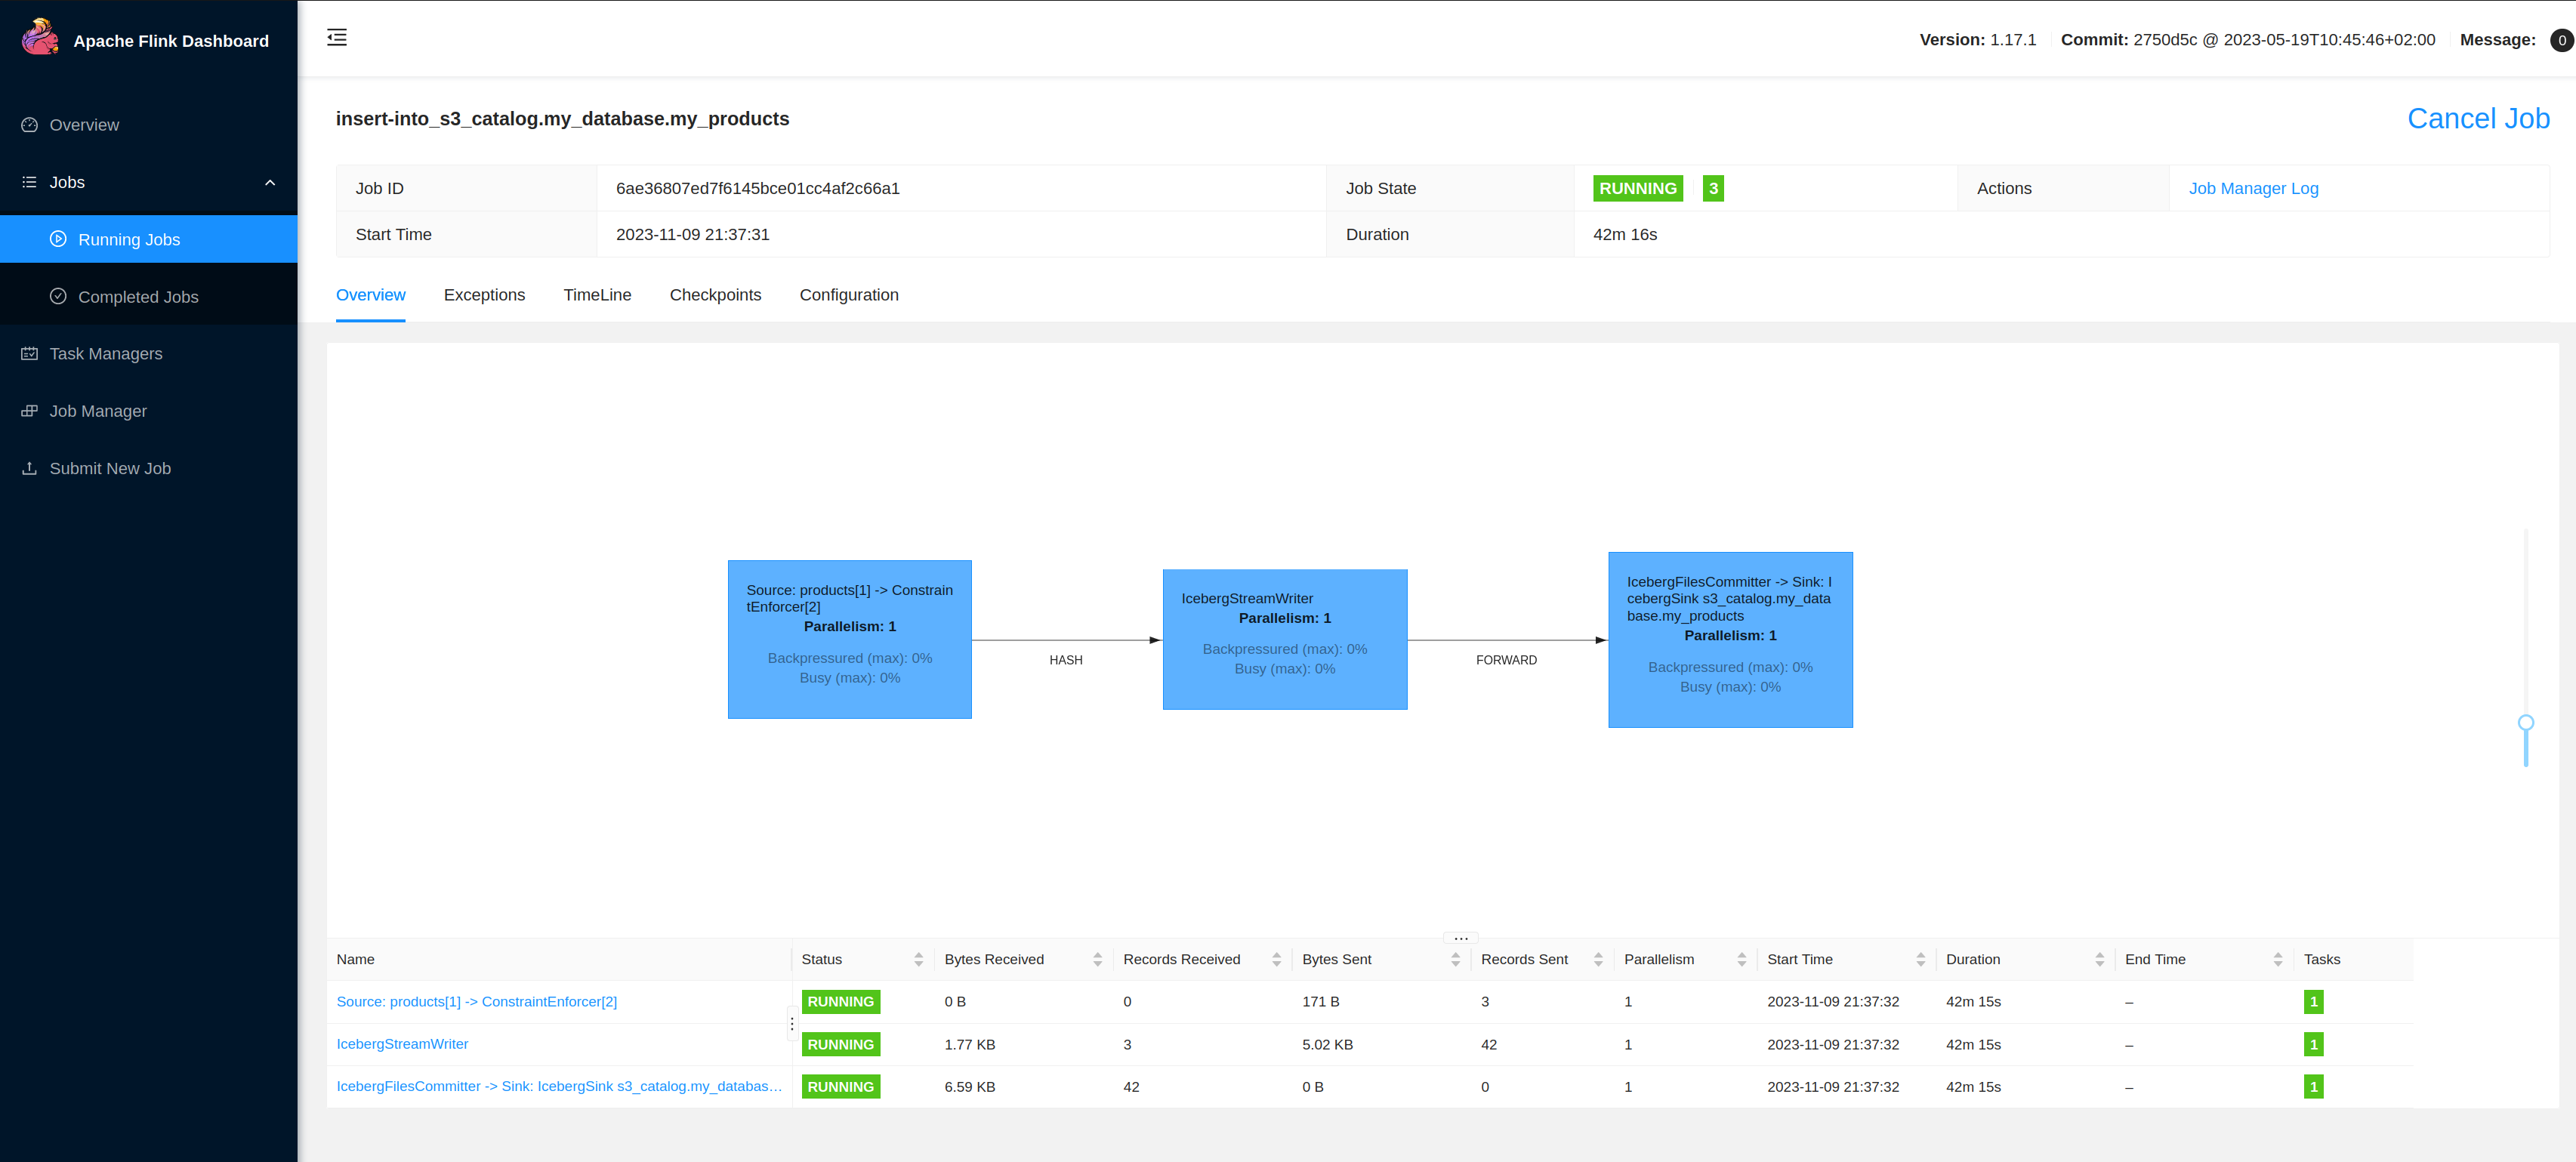 Apache Flink Dashboard
Version: 1.17.1 Commit: 2750d5c @ 2023-05-19T10:45:46+02:00 Message: 0
Overview
Jobs
Running Jobs
Completed Jobs
Task Managers
Job Manager
Submit New Job
insert-into_s3_catalog.my_database.my_products
Cancel Job
Job ID 6ae36807ed7f6145bce01cc4af2c66a1 Job State RUNNING 3 Actions Job Manager Log
Start Time 2023-11-09 21:37:31 Duration 42m 16s
Overview Exceptions TimeLine Checkpoints Configuration
Source: products[1] -> Constrain
tEnforcer[2]
Parallelism: 1
Backpressured (max): 0%
Busy (max): 0%
HASH
IcebergStreamWriter
Parallelism: 1
Backpressured (max): 0%
Busy (max): 0%
FORWARD
IcebergFilesCommitter -> Sink: I
cebergSink s3_catalog.my_data
base.my_products
Parallelism: 1
Backpressured (max): 0%
Busy (max): 0%
Name Status Bytes Received Records Received Bytes Sent Records Sent Parallelism Start Time Duration End Time Tasks
Source: products[1] -> ConstraintEnforcer[2] RUNNING 0 B 0 171 B 3 1 2023-11-09 21:37:32 42m 15s – 1
IcebergStreamWriter RUNNING 1.77 KB 3 5.02 KB 42 1 2023-11-09 21:37:32 42m 15s – 1
IcebergFilesCommitter -> Sink: IcebergSink s3_catalog.my_databas… RUNNING 6.59 KB 42 0 B 0 1 2023-11-09 21:37:32 42m 15s – 1